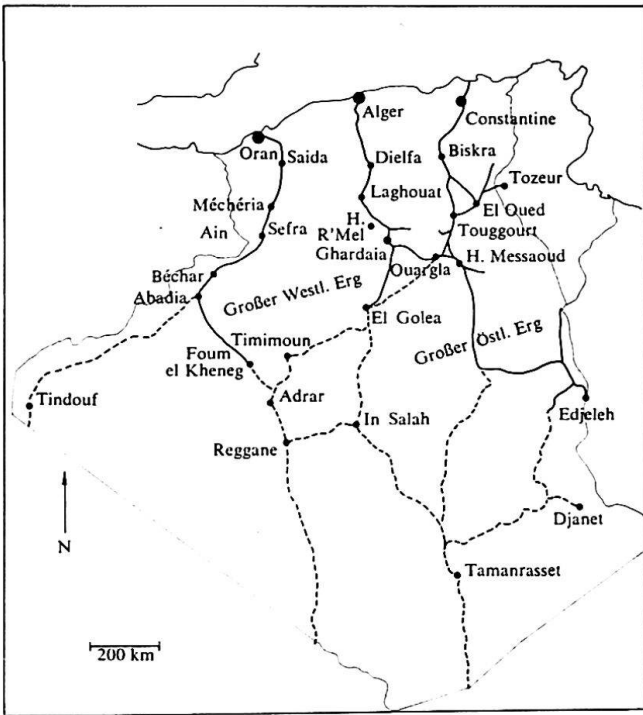 Alger
Constantine
Oran
Saida
Dielfa
Biskra
Tozeur
Laghouat
El Oued
Méchéria
H.
Touggourt
Ain
Sefra
R'Mel
Ghardaia
Ouargla
H. Messaoud
Béchar
Abadia
Großer Westl. Erg
El Golea
Großer Östl. Erg
Timimoun
Foum
el Kheneg
Tindouf
Adrar
In Salah
Edjeleh
Reggane
Djanet
N
Tamanrasset
200 km